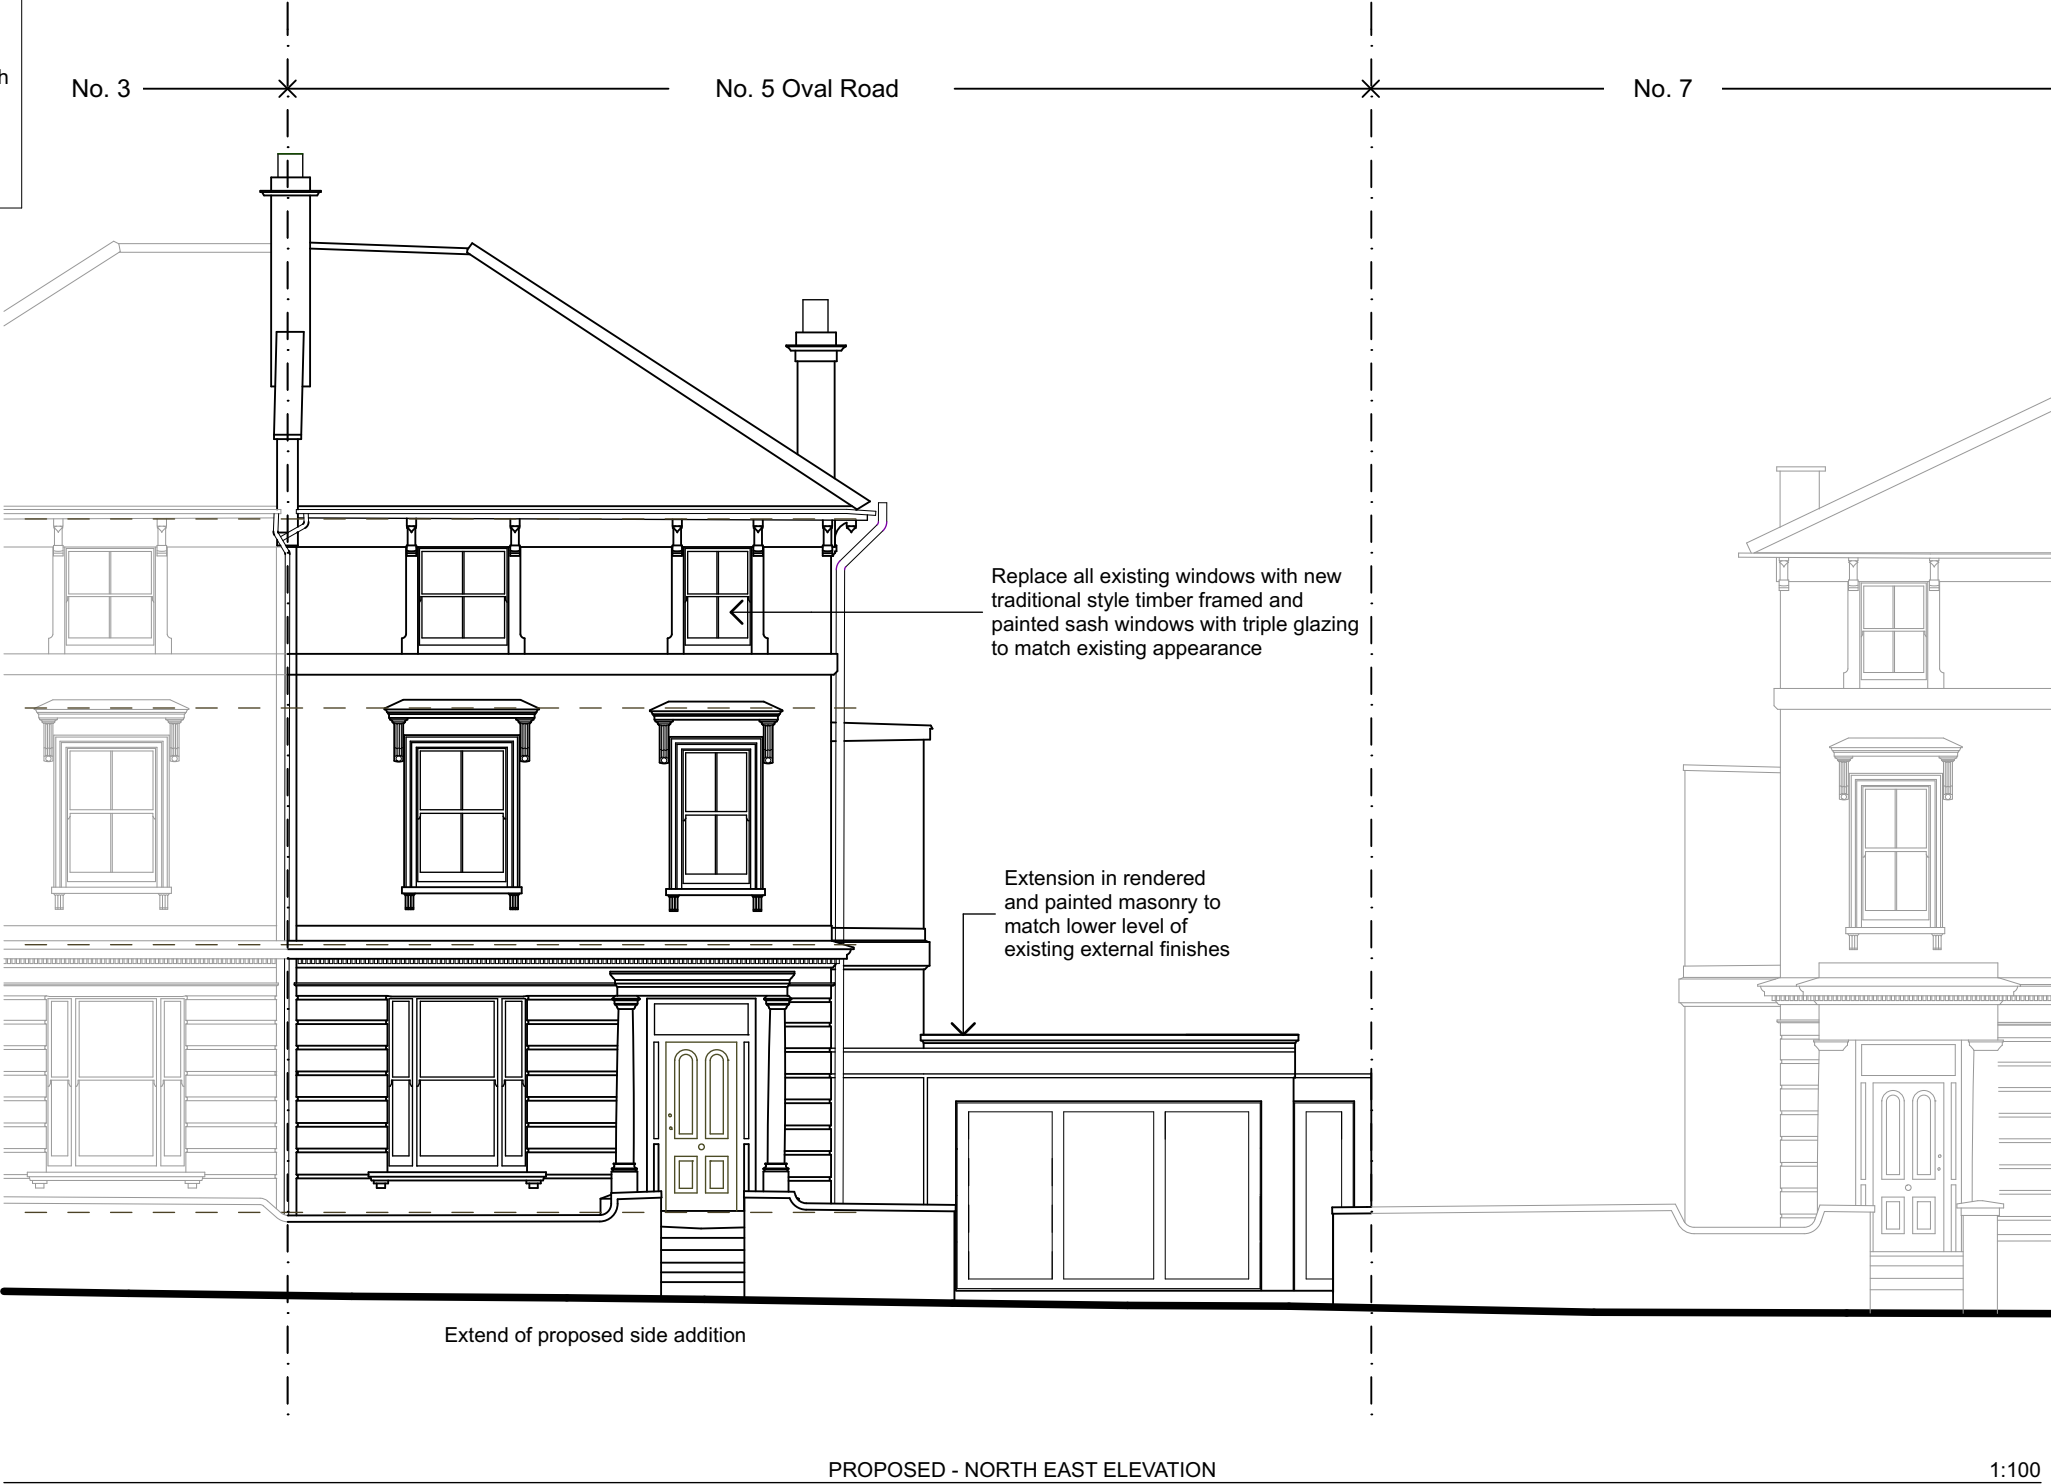 h
No. 3
No. 5 Oval Road
No. 7
Replace all existing windows with new
traditional style timber framed and
painted sash windows with triple glazing
to match existing appearance
Extension in rendered
and painted masonry to
match lower level of
existing external finishes
Extend of proposed side addition
PROPOSED - NORTH EAST ELEVATION
1:100